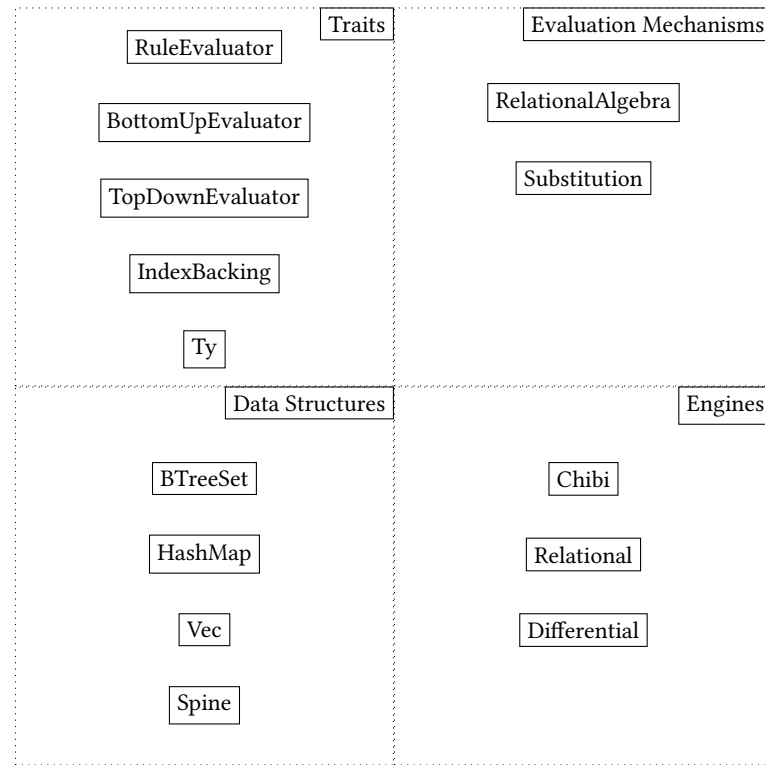 Traits
RuleEvaluator
BottomUpEvaluator
TopDownEvaluator
IndexBacking
Ty
Evaluation Mechanisms
RelationalAlgebra
Substitution
Data Structures
BTreeSet
HashMap
Vec
Spine
Engines
Chibi
Relational
Differential